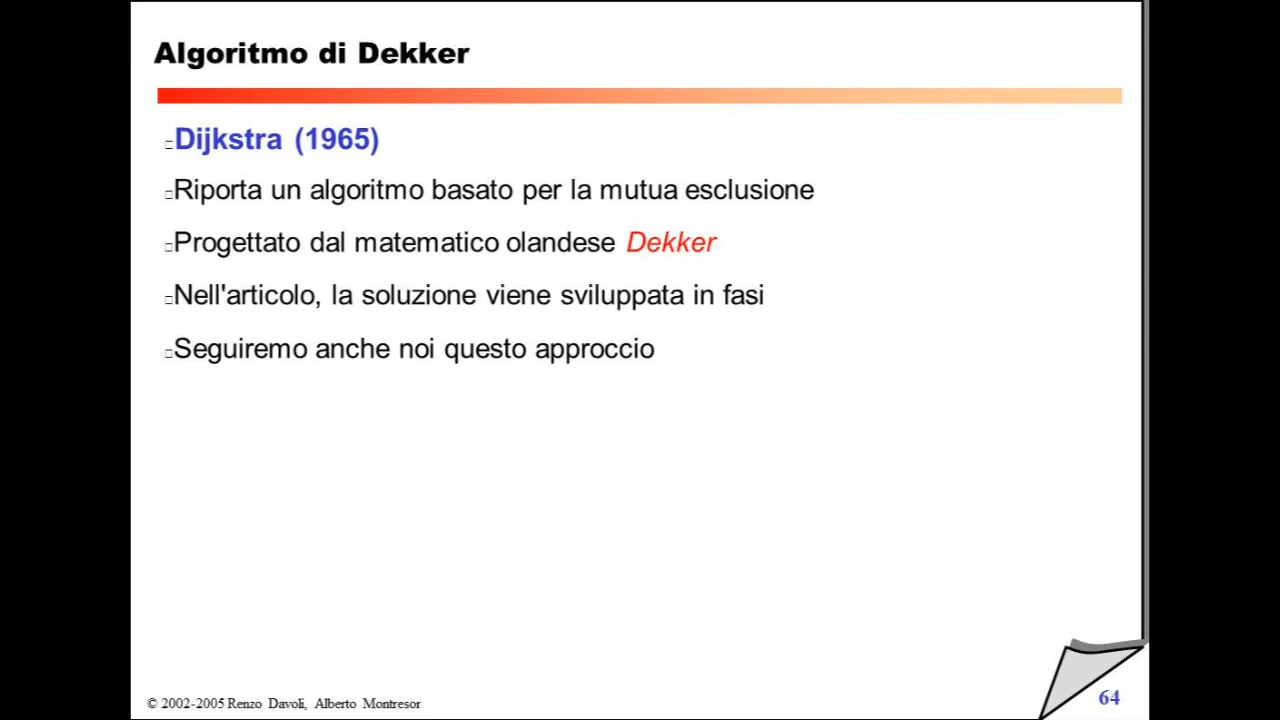 Algoritmo di Dekker
Dijkstra (1965)
Riporta un algoritmo basato per la mutua esclusione
Progettato dal matematico olandese Dekker
Nell'articolo, la soluzione viene sviluppata in fasi
Seguiremo anche noi questo approccio
© 2002-2005 Renzo Davoli, Alberto Montresor
64